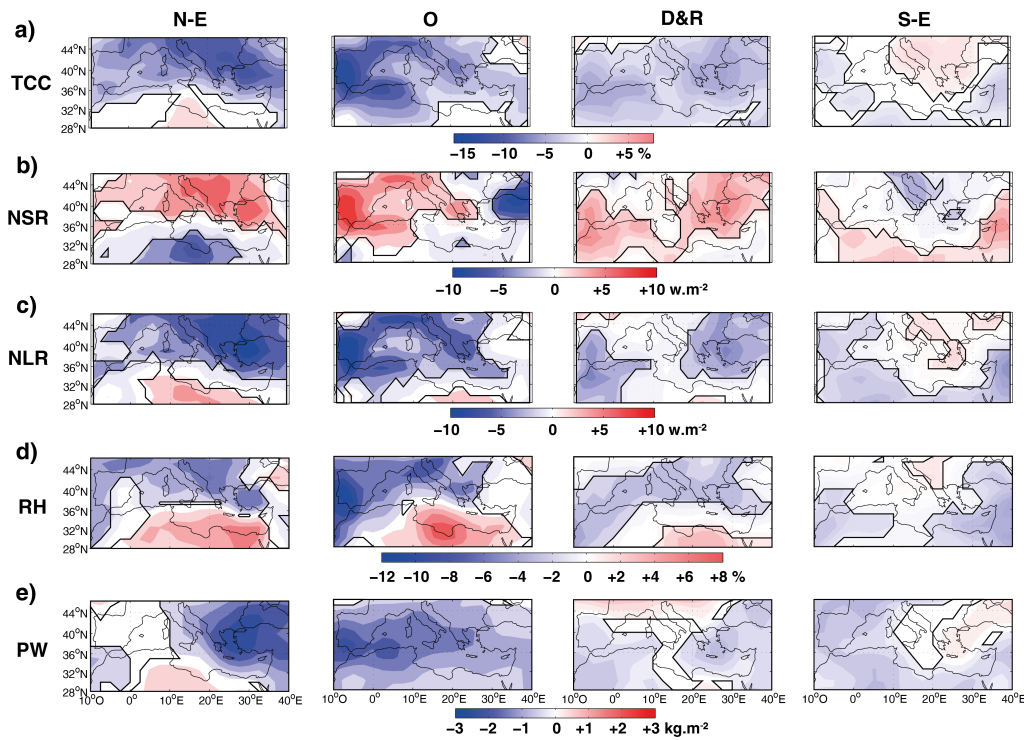 N-E O D&R S-E
a)
TCC
44°N
40°N
36°N
32°N
28°N
−15 −10 −5 0 +5 %
b)
NSR
44°N
40°N
36°N
32°N
28°N
−10 −5 0 +5 +10 w.m⁻²
c)
NLR
44°N
40°N
36°N
32°N
28°N
−10 −5 0 +5 +10 w.m⁻²
d)
RH
44°N
40°N
36°N
32°N
28°N
−12 −10 −8 −6 −4 −2 0 +2 +4 +6 +8 %
e)
PW
44°N
40°N
36°N
32°N
28°N
10°O 0°E 10°E 20°E 30°E 40°E 10°O 0°E 10°E 20°E 30°E 40°E 10°O 0°E 10°E 20°E 30°E 40°E 10°O 0°E 10°E 20°E 30°E 40°E
−3 −2 −1 0 +1 +2 +3 kg.m⁻²